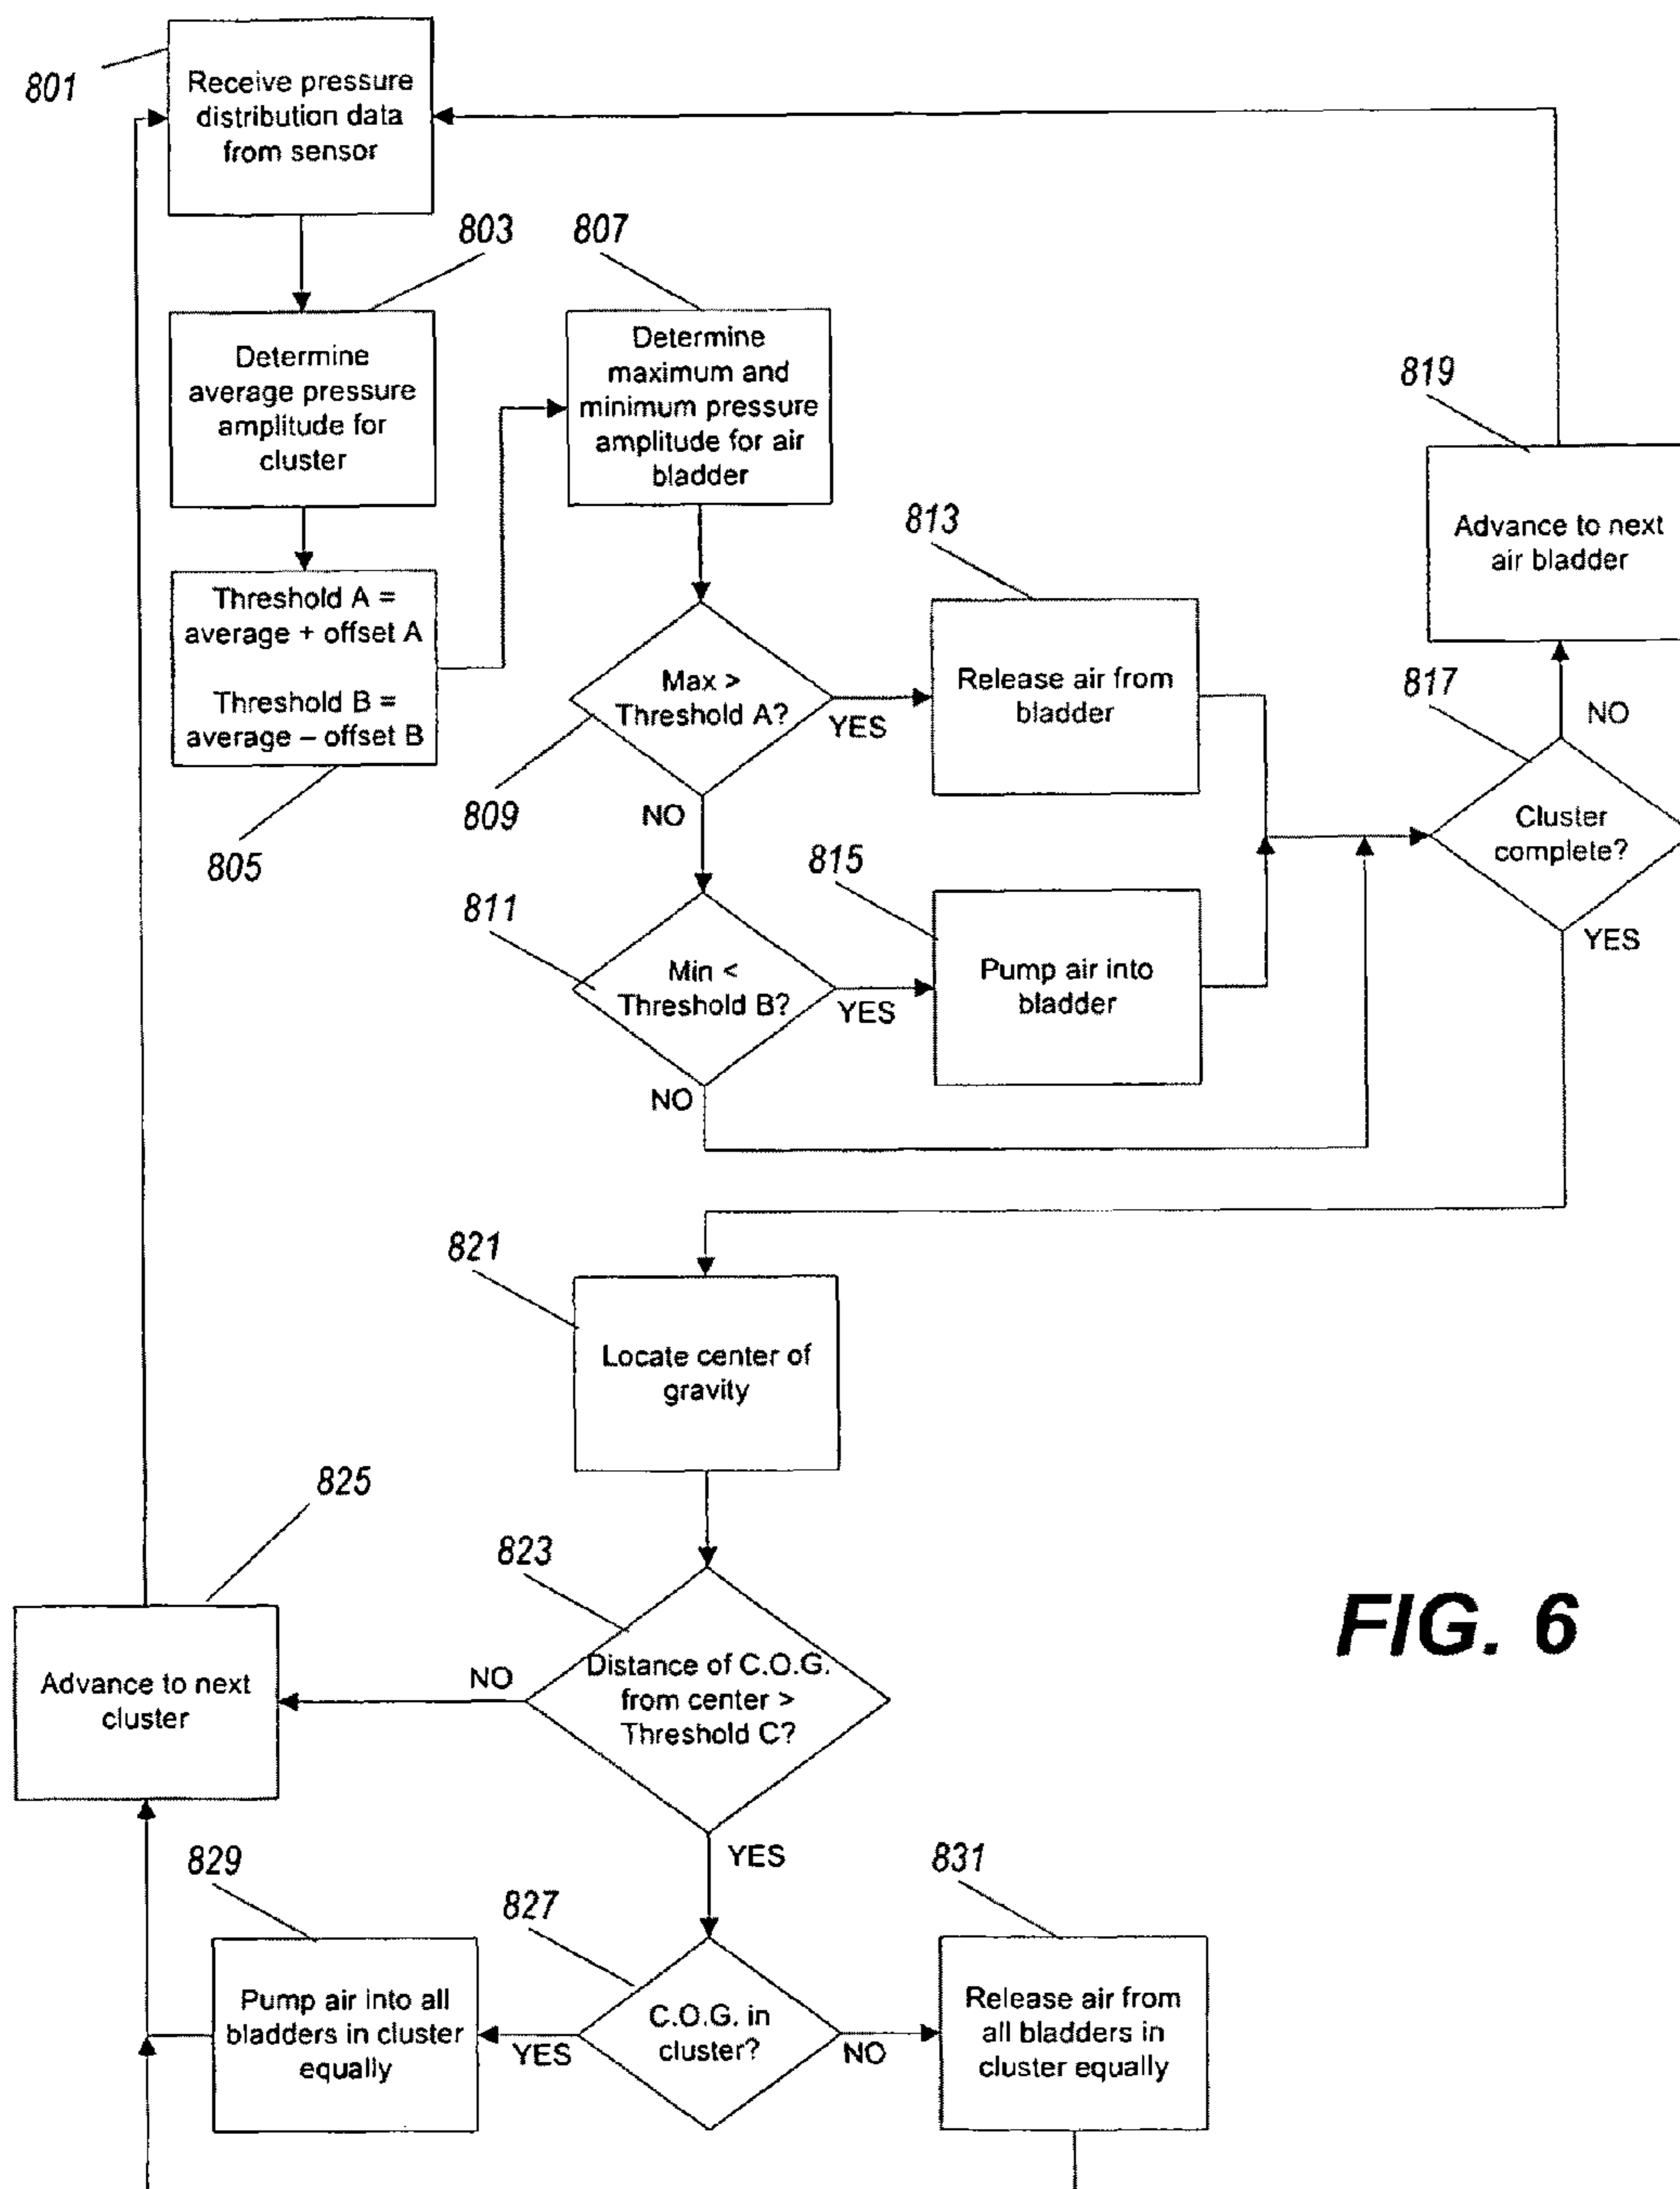 801
Receive pressure
distribution data
from sensor
803
807
Determine
average pressure
amplitude for
cluster
Determine
maximum and
minimum pressure
amplitude for air
bladder
819
Advance to next
air bladder
Threshold A =
average + offset A
Threshold B =
average – offset B
805
813
Max >
Threshold A?
YES
809
NO
Release air from
bladder
817
NO
Cluster
complete?
YES
811
815
Min <
Threshold B?
YES
NO
Pump air into
bladder
821
Locate center of
gravity
825
823
Advance to next
cluster
NO
Distance of C.O.G.
from center >
Threshold C?
YES
FIG. 6
829
827
831
Pump air into all
bladders in cluster
equally
YES
C.O.G. in
cluster?
NO
Release air from
all bladders in
cluster equally